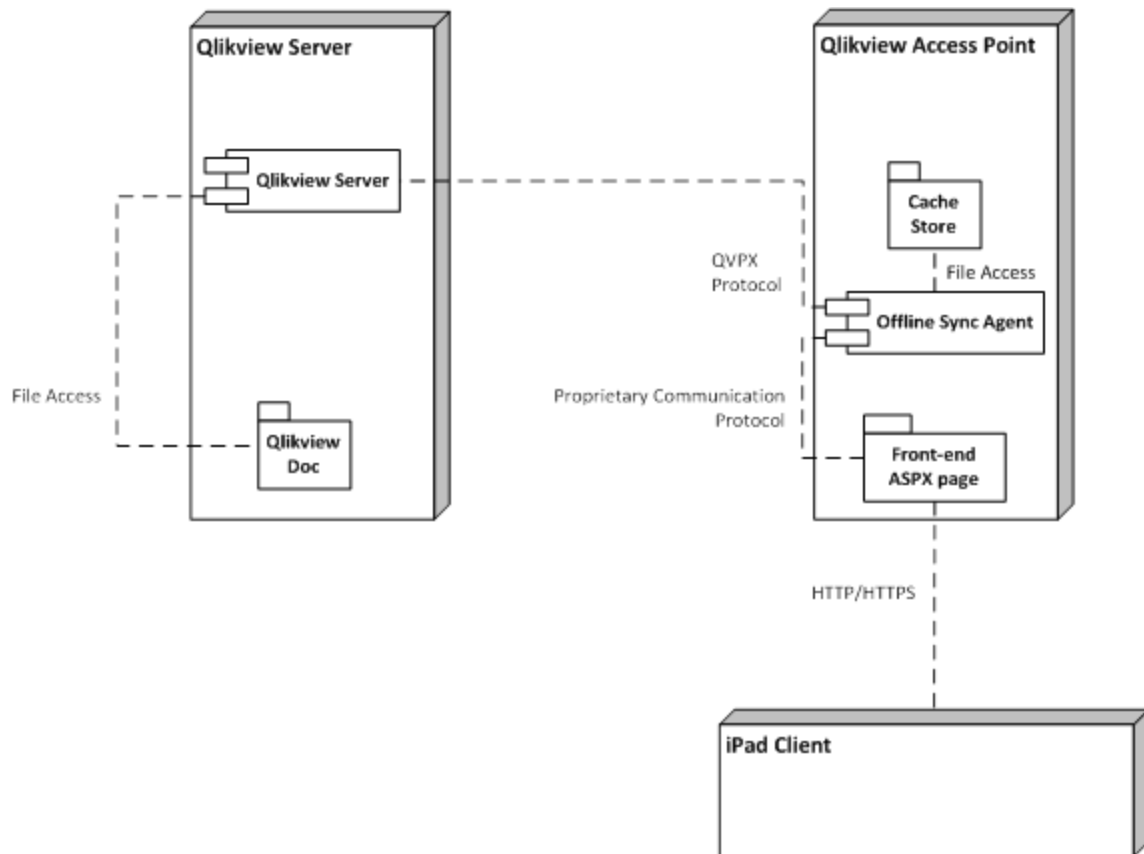 Qlikview Server
Qlikview Access Point
Qlikview Server
Cache
Store
QVPX
Protocol
File Access
Offline Sync Agent
File Access
Proprietary Communication
Protocol
Qlikview
Doc
Front-end
ASPX page
HTTP/HTTPS
iPad Client